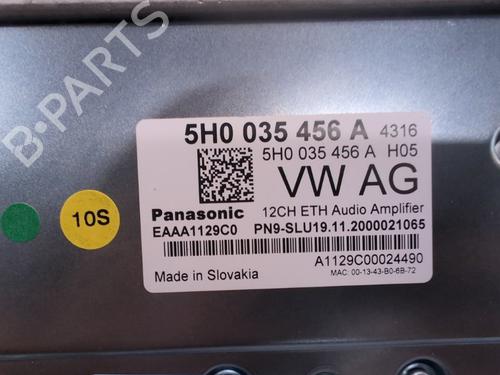 B-PARTS
5H0 035 456 A 4316
5H0 035 456 A H05
VW AG
10S
Panasonic 12CH ETH Audio Amplifier
EAAA1129C0 PN9-SLU19.11.2000021065
A1129C00024490
Made in Slovakia
MAC: 00-13-43-B0-6B-72